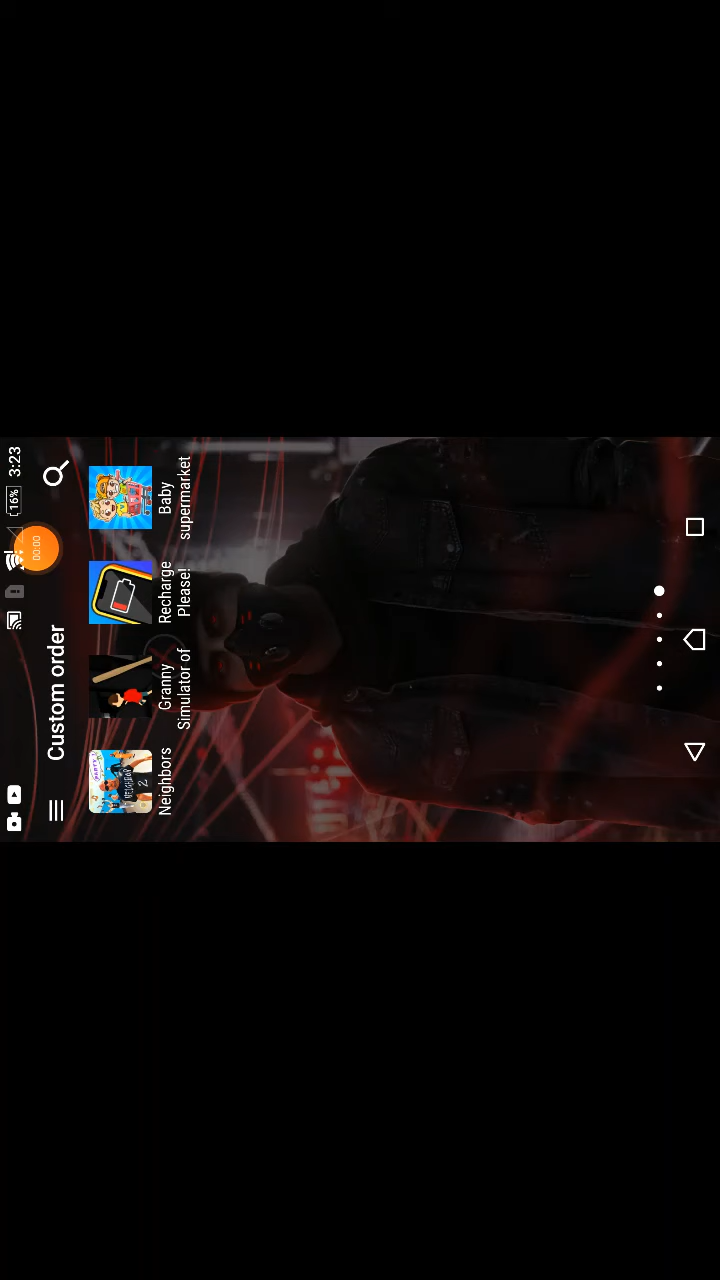 16% 3:23
00:00
Custom order
Neighbors
Granny
Simulator of
Recharge
Please!
Baby
supermarket